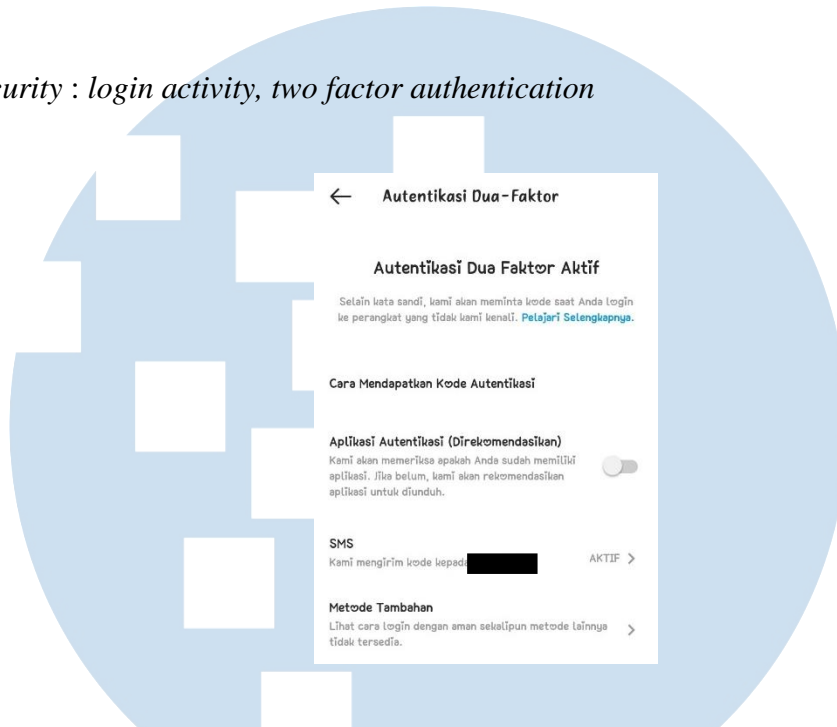 urity : login activity, two factor authentication
← Autentikasi Dua-Faktor
Autentikasi Dua Faktor Aktif
Selain kata sandi, kami akan meminta kode saat Anda login
ke perangkat yang tidak kami kenali. Pelajari Selengkapnya.
Cara Mendapatkan Kode Autentikasi
Aplikasi Autentikasi (Direkomendasikan)
Kami akan memeriksa apakah Anda sudah memiliki
aplikasi. Jika belum, kami akan rekomendasikan
aplikasi untuk diunduh.
SMS
Kami mengirim kode kepada AKTIF >
Metode Tambahan
Lihat cara login dengan aman sekalipun metode lainnya
tidak tersedia. >